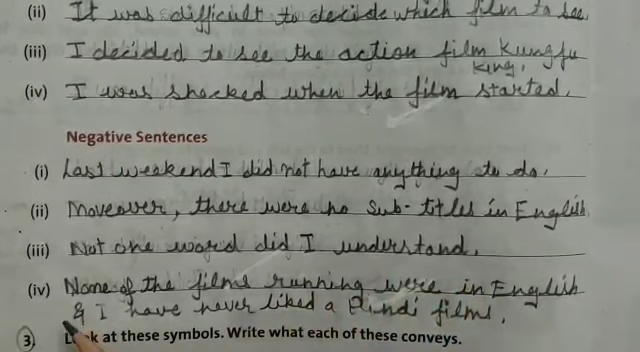 (ii) It was difficult to decide which film to see.
(iii) I decided to see the action film Kungfu
King.
(iv) I was shocked when the film started.
Negative Sentences
(i) Last weekend I did not have anything to do.
(ii) Moveover, there were no Sub-titles in English
(iii) Not one word did I understand.
(iv) None of the films running were in English
& I have never liked a Hindi films.
3 Look at these symbols. Write what each of these conveys.